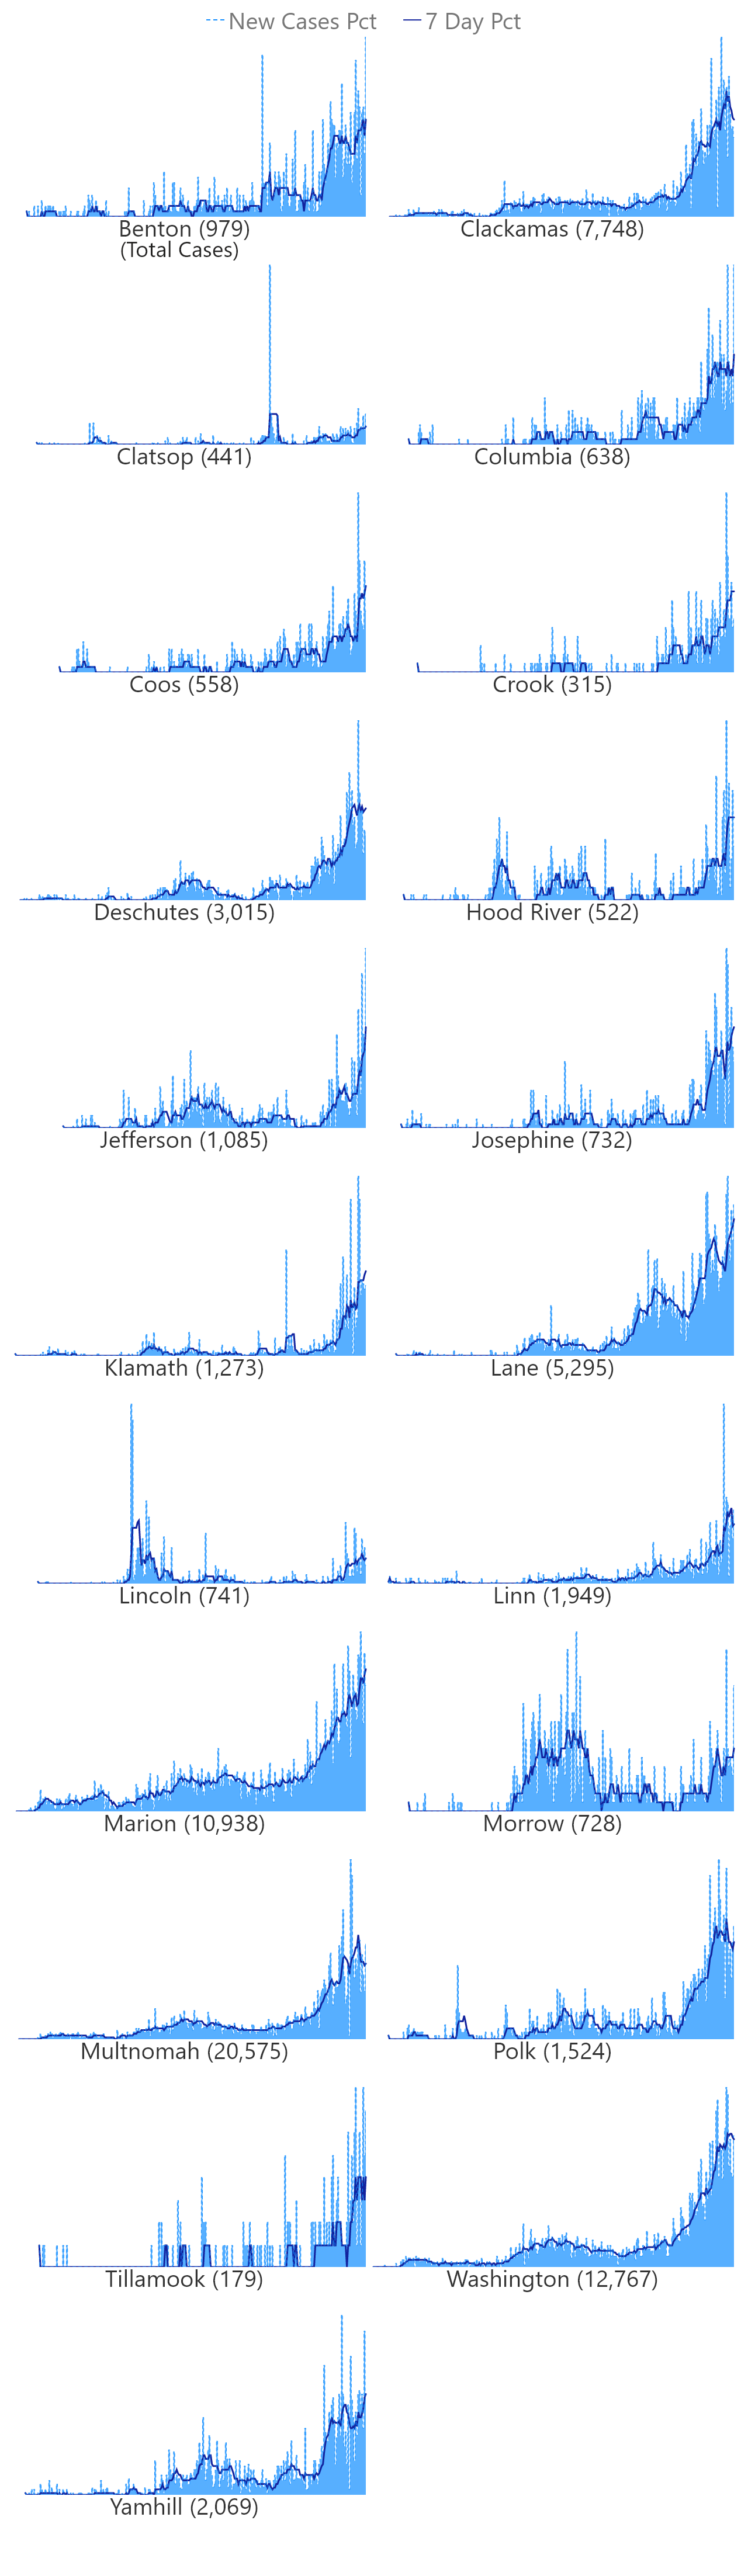 New Cases Pct 7 Day Pct
Benton (979) Clackamas (7,748)
(Total Cases)
Clatsop (441) Columbia (638)
Coos (558) Crook (315)
Deschutes (3,015) Hood River (522)
Jefferson (1,085) Josephine (732)
Klamath (1,273) Lane (5,295)
Lincoln (741) Linn (1,949)
Marion (10,938) Morrow (728)
Multnomah (20,575) Polk (1,524)
Tillamook (179) Washington (12,767)
Yamhill (2,069)